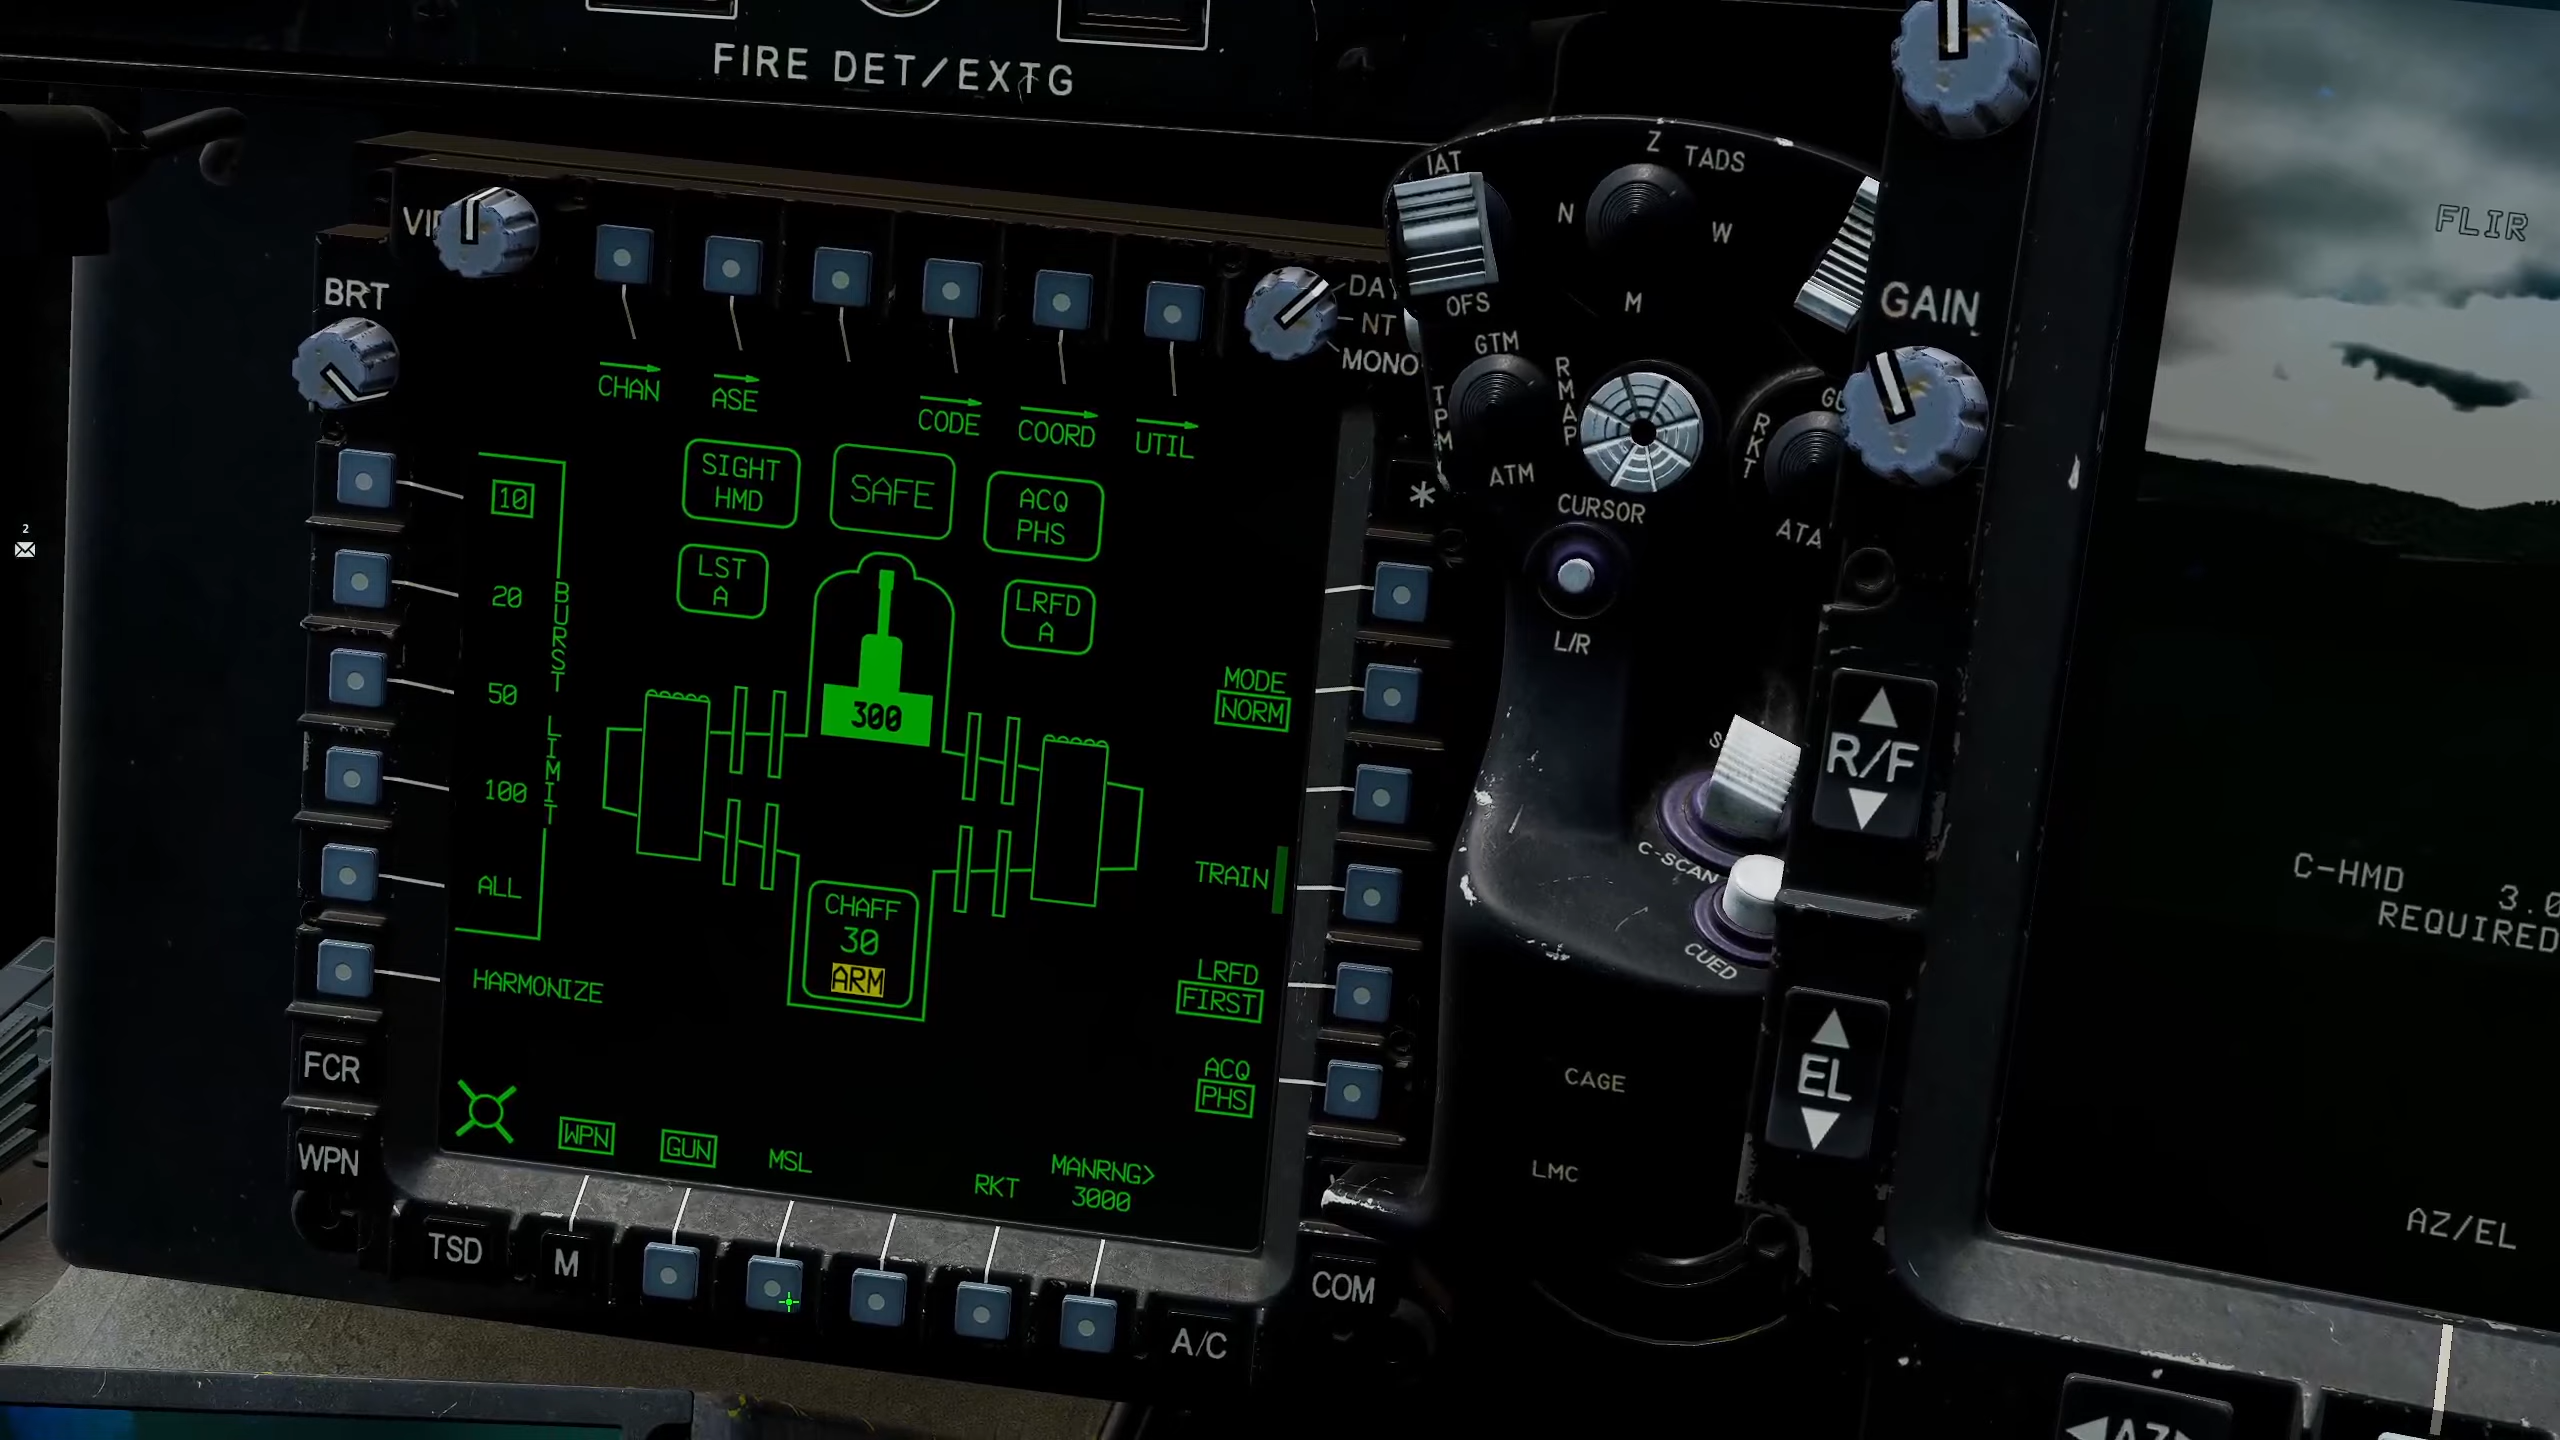 FIRE DET/EXTG
BRT
CHAN
ASE
CODE
COORD
UTIL
SIGHT
HMD
SAFE
ACQ
PHS
LST
A
LRFD
A
10
20
50
100
ALL
BURST LIMIT
HARMONIZE
300
CHAFF
30
ARM
MODE
NORM
TRAIN
LRFD
FIRST
ACQ
PHS
WPN
GUN
MSL
RKT
MANRNG>
3000
FCR
WPN
TSD
M
A/C
COM
NT
MONO
*
IAT
OFS
Z
TADS
N
W
M
GTM
TPM
ATM
RMAP
RKT
ATA
CURSOR
L/R
C-SCAN
CUED
CAGE
LMC
GAIN
R/F
EL
FLIR
C-HMD
REQUIRED
AZ/EL
2